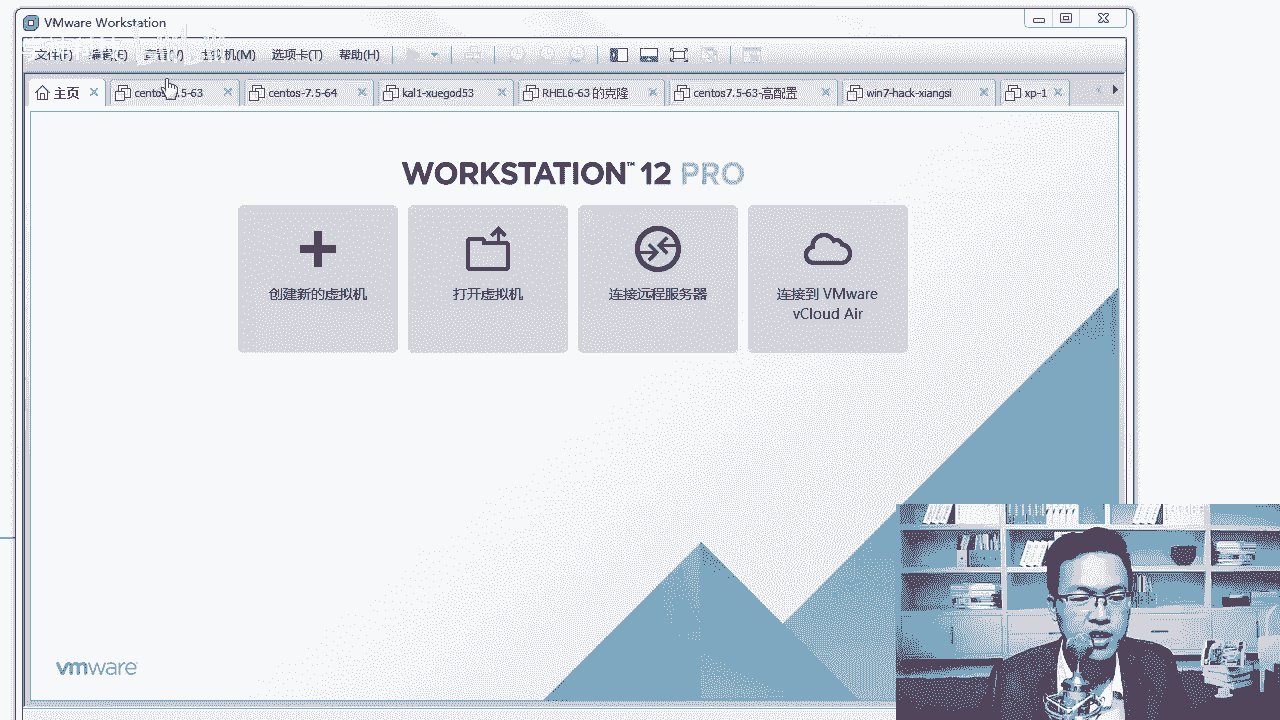 VMware Workstation
文件(F) 编辑(E) 查看(V) 虚拟机(M) 选项卡(T) 帮助(H)
主页 centos-7.5-63 centos-7.5-64 kal1-xuegod53 RHEL6-63 的克隆 centos7.5-63-高配置 win7-hack-xiangsi xp-1
WORKSTATION™ 12 PRO
创建新的虚拟机 打开虚拟机 连接远程服务器 连接到 VMware
vCloud Air
vmware